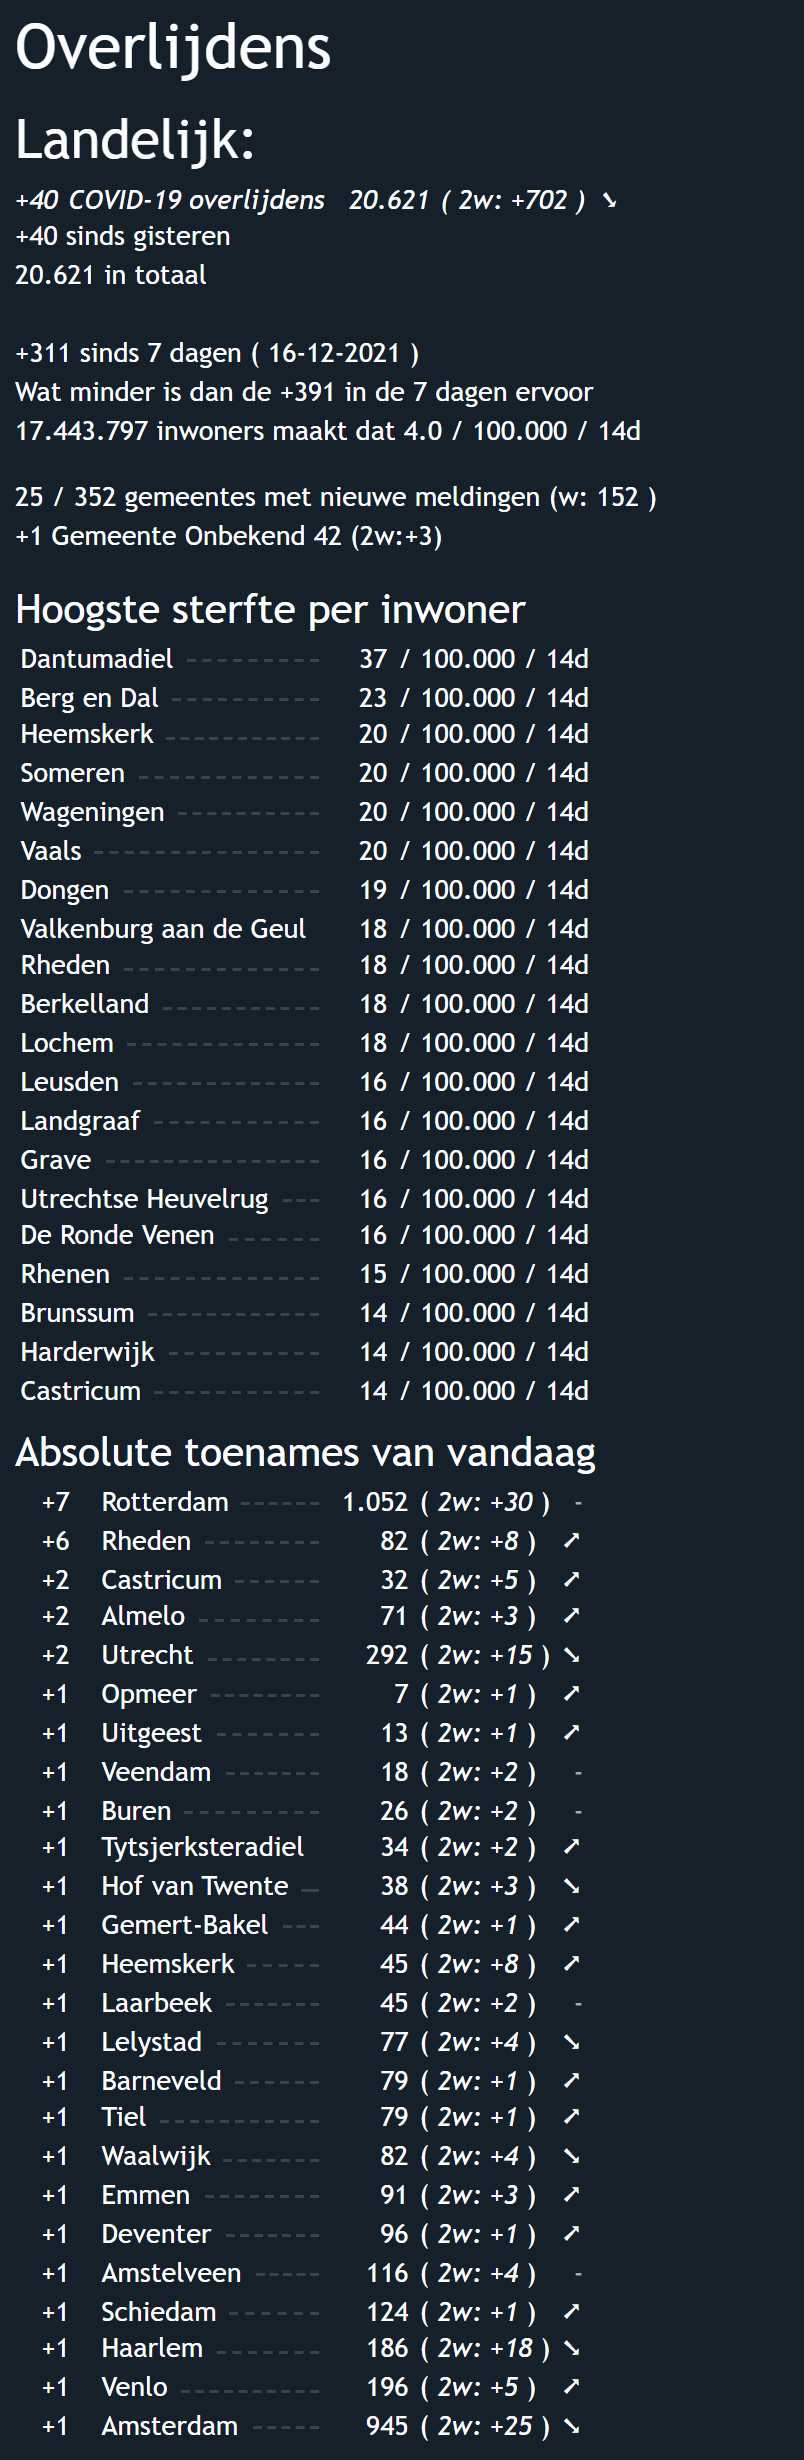 Overlijdens
Landelijk:
+40 COVID-19 overlijdens 20.621 ( 2w: +702 ) ➘
+40 sinds gisteren
20.621 in totaal
+311 sinds 7 dagen ( 16-12-2021 )
Wat minder is dan de +391 in de 7 dagen ervoor
17.443.797 inwoners maakt dat 4.0 / 100.000 / 14d
25 / 352 gemeentes met nieuwe meldingen (w: 152 )
+1 Gemeente Onbekend 42 (2w:+3)
Hoogste sterfte per inwoner
Dantumadiel ---------- 37 / 100.000 / 14d
Berg en Dal ---------- 23 / 100.000 / 14d
Heemskerk ----------- 20 / 100.000 / 14d
Someren ------------ 20 / 100.000 / 14d
Wageningen ---------- 20 / 100.000 / 14d
Vaals --------------- 20 / 100.000 / 14d
Dongen ------------- 19 / 100.000 / 14d
Valkenburg aan de Geul 18 / 100.000 / 14d
Rheden ------------- 18 / 100.000 / 14d
Berkelland ----------- 18 / 100.000 / 14d
Lochem ------------- 18 / 100.000 / 14d
Leusden ------------- 16 / 100.000 / 14d
Landgraaf ----------- 16 / 100.000 / 14d
Grave --------------- 16 / 100.000 / 14d
Utrechtse Heuvelrug --- 16 / 100.000 / 14d
De Ronde Venen ------ 16 / 100.000 / 14d
Rhenen ------------- 15 / 100.000 / 14d
Brunssum ------------ 14 / 100.000 / 14d
Harderwijk ---------- 14 / 100.000 / 14d
Castricum ----------- 14 / 100.000 / 14d
Absolute toenames van vandaag
+7 Rotterdam ------ 1.052 ( 2w: +30 ) -
+6 Rheden -------- 82 ( 2w: +8 ) ➚
+2 Castricum ------ 32 ( 2w: +5 ) ➚
+2 Almelo -------- 71 ( 2w: +3 ) ➚
+2 Utrecht -------- 292 ( 2w: +15 ) ➘
+1 Opmeer ------- 7 ( 2w: +1 ) ➚
+1 Uitgeest ------- 13 ( 2w: +1 ) ➚
+1 Veendam ------- 18 ( 2w: +2 ) -
+1 Buren --------- 26 ( 2w: +2 ) -
+1 Tytsjerksteradiel 34 ( 2w: +2 ) ➚
+1 Hof van Twente -- 38 ( 2w: +3 ) ➘
+1 Gemert-Bakel --- 44 ( 2w: +1 ) ➚
+1 Heemskerk ----- 45 ( 2w: +8 ) ➚
+1 Laarbeek ------- 45 ( 2w: +2 ) -
+1 Lelystad ------- 77 ( 2w: +4 ) ➘
+1 Barneveld ------ 79 ( 2w: +1 ) ➚
+1 Tiel ----------- 79 ( 2w: +1 ) ➚
+1 Waalwijk ------- 82 ( 2w: +4 ) ➘
+1 Emmen -------- 91 ( 2w: +3 ) ➚
+1 Deventer ------- 96 ( 2w: +1 ) ➚
+1 Amstelveen ----- 116 ( 2w: +4 ) -
+1 Schiedam ------ 124 ( 2w: +1 ) ➚
+1 Haarlem ------- 186 ( 2w: +18 ) ➘
+1 Venlo ---------- 196 ( 2w: +5 ) ➚
+1 Amsterdam ----- 945 ( 2w: +25 ) ➘